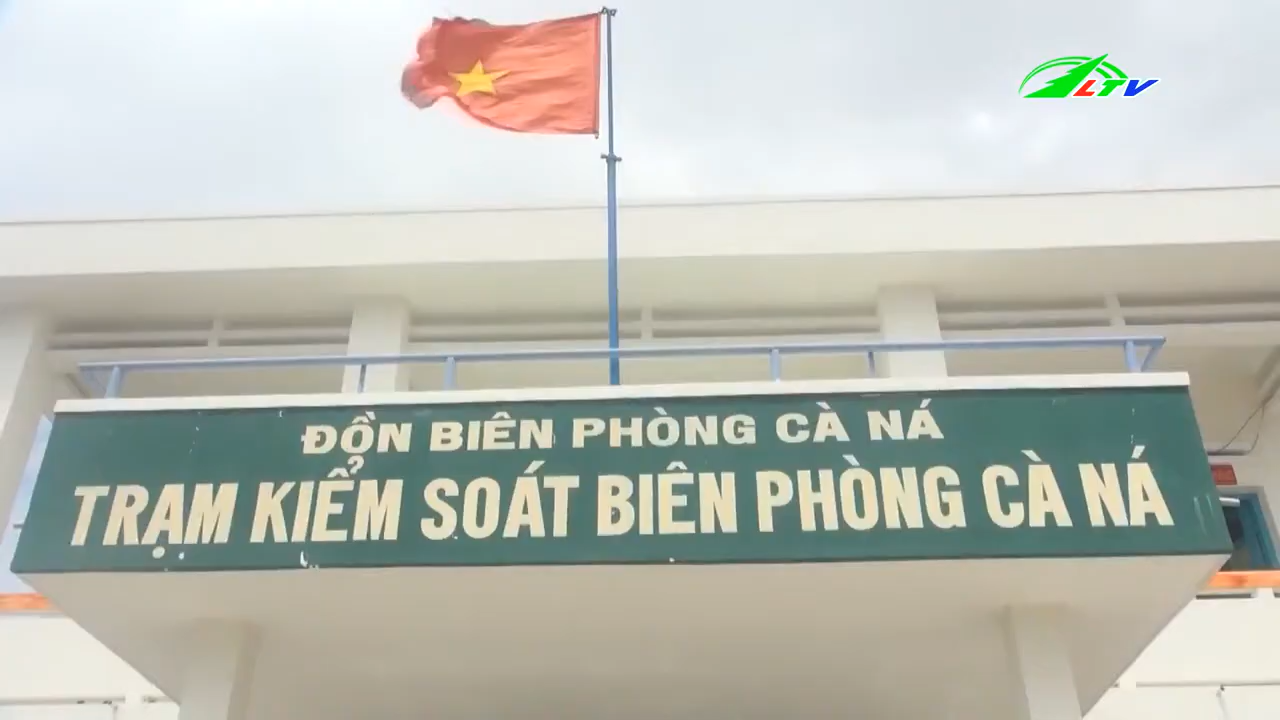 LTV
ĐỒN BIÊN PHÒNG CÀ NÁ
TRẠM KIỂM SOÁT BIÊN PHÒNG CÀ NÁ